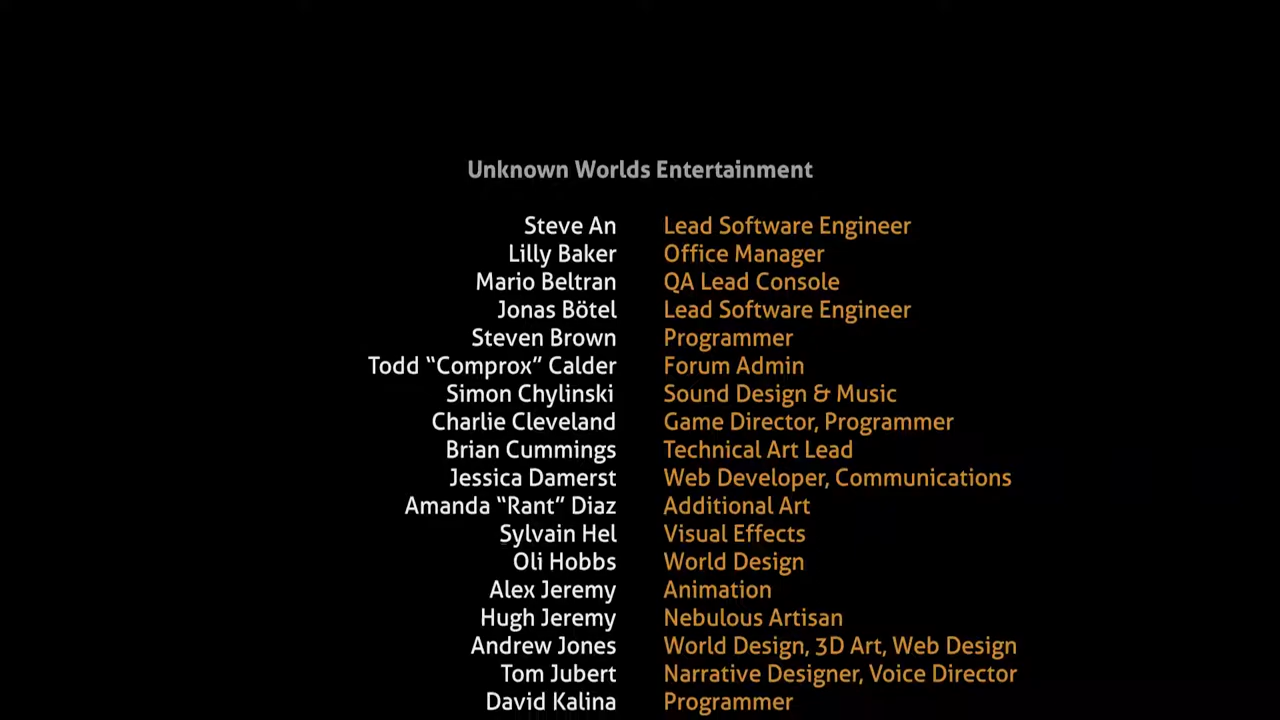 Unknown Worlds Entertainment
Steve An Lead Software Engineer
Lilly Baker Office Manager
Mario Beltran QA Lead Console
Jonas Bötel Lead Software Engineer
Steven Brown Programmer
Todd “Comprox” Calder Forum Admin
Simon Chylinski Sound Design & Music
Charlie Cleveland Game Director, Programmer
Brian Cummings Technical Art Lead
Jessica Damerst Web Developer, Communications
Amanda “Rant” Diaz Additional Art
Sylvain Hel Visual Effects
Oli Hobbs World Design
Alex Jeremy Animation
Hugh Jeremy Nebulous Artisan
Andrew Jones World Design, 3D Art, Web Design
Tom Jubert Narrative Designer, Voice Director
David Kalina Programmer